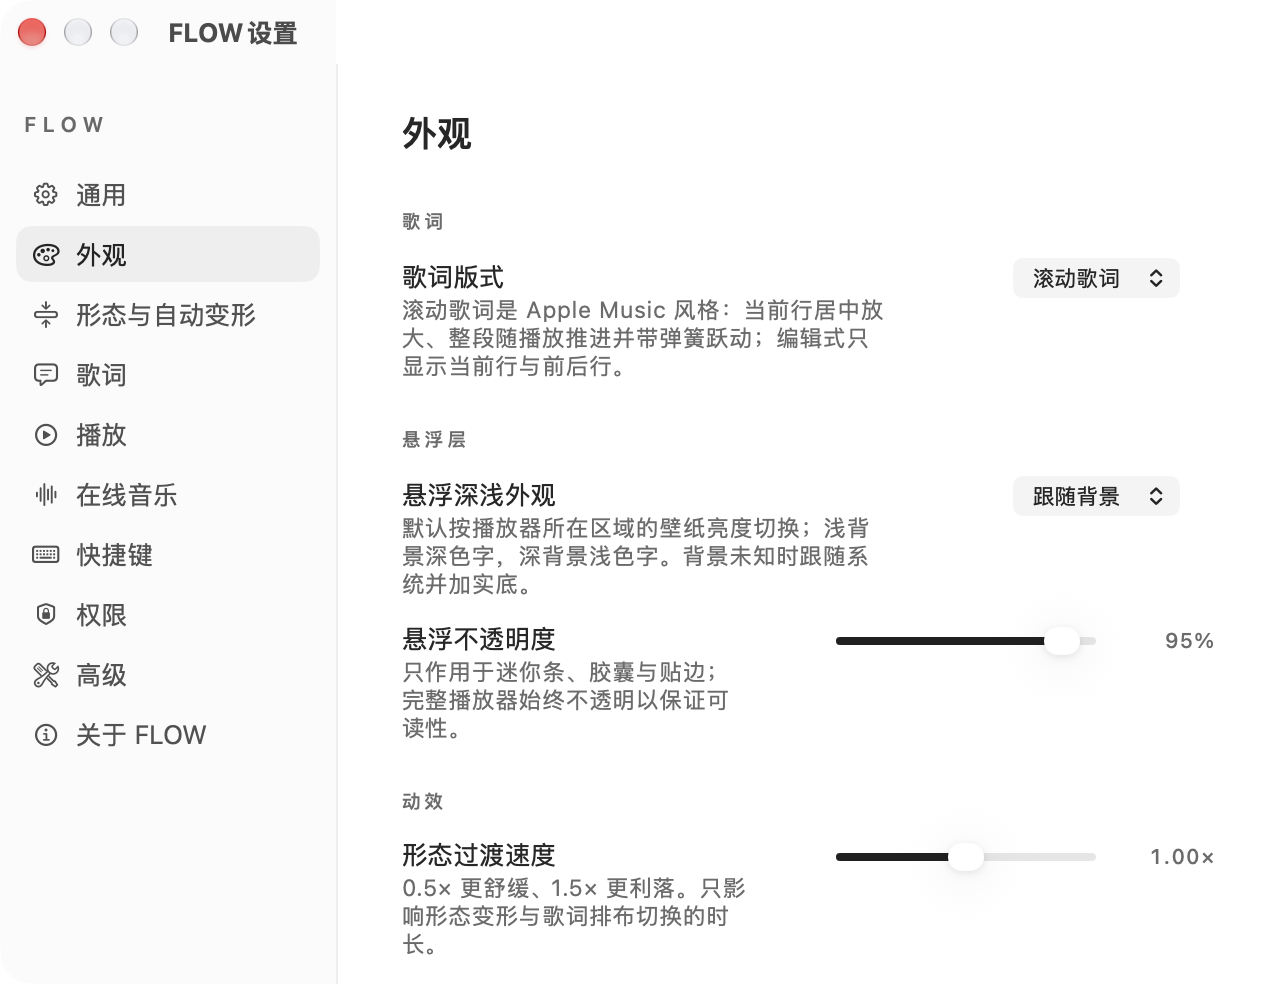 FLOW 设置
FLOW
通用
外观
形态与自动变形
歌词
播放
在线音乐
快捷键
权限
高级
关于 FLOW
外观
歌词
歌词版式
滚动歌词
滚动歌词是 Apple Music 风格：当前行居中放
大、整段随播放推进并带弹簧跃动；编辑式只
显示当前行与前后行。
悬浮层
悬浮深浅外观
跟随背景
默认按播放器所在区域的壁纸亮度切换；浅背
景深色字，深背景浅色字。背景未知时跟随系
统并加实底。
悬浮不透明度
95%
只作用于迷你条、胶囊与贴边；
完整播放器始终不透明以保证可
读性。
动效
形态过渡速度
1.00×
0.5× 更舒缓、1.5× 更利落。只影
响形态变形与歌词排布切换的时
长。